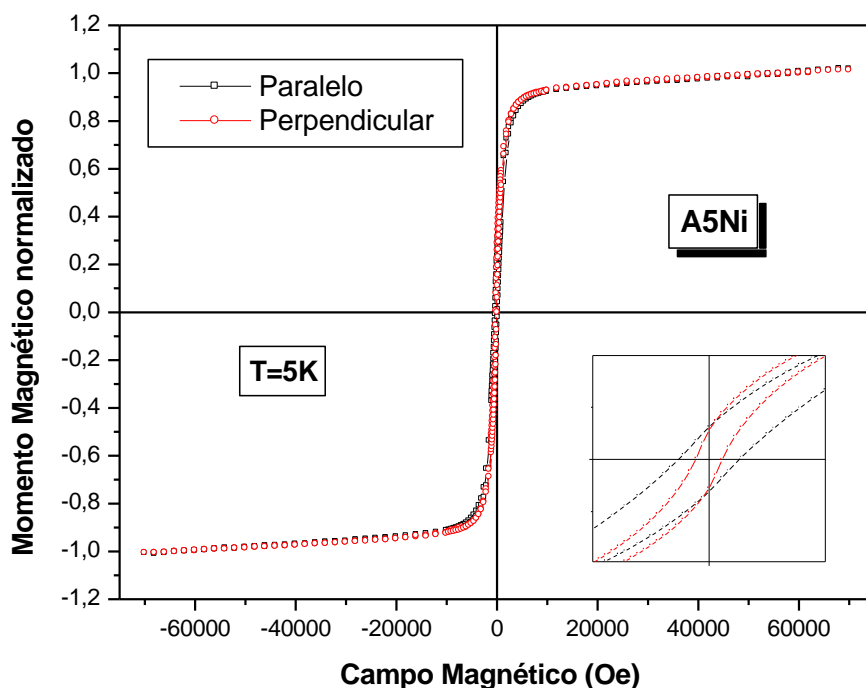 1,2
1,0
0,8
0,6
0,4
0,2
0,0
-0,2
-0,4
-0,6
-0,8
-1,0
-1,2
Momento Magnético normalizado
Paralelo
Perpendicular
A5Ni
T=5K
-60000 -40000 -20000 0 20000 40000 60000
Campo Magnético (Oe)